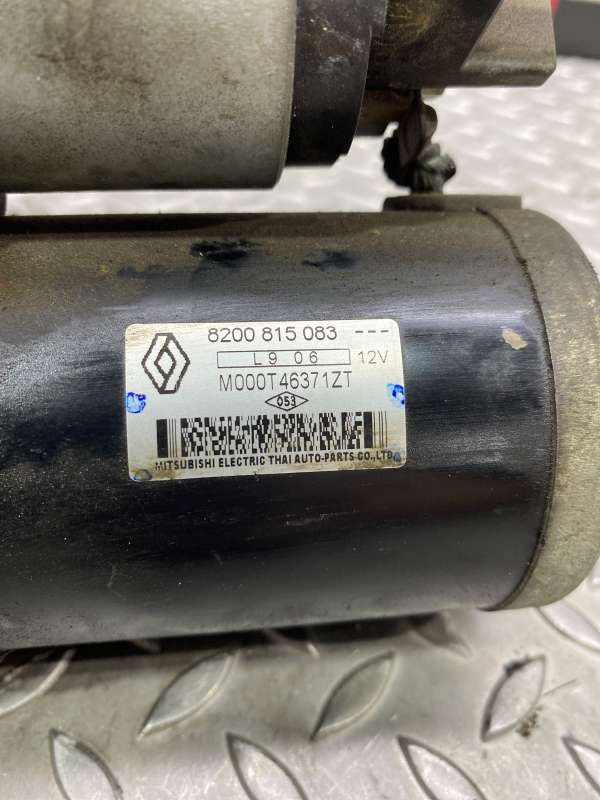 8200 815 083 ---
L9 06 12V
M000T46371ZT
053
MITSUBISHI ELECTRIC THAI AUTO-PARTS CO.,LTD.